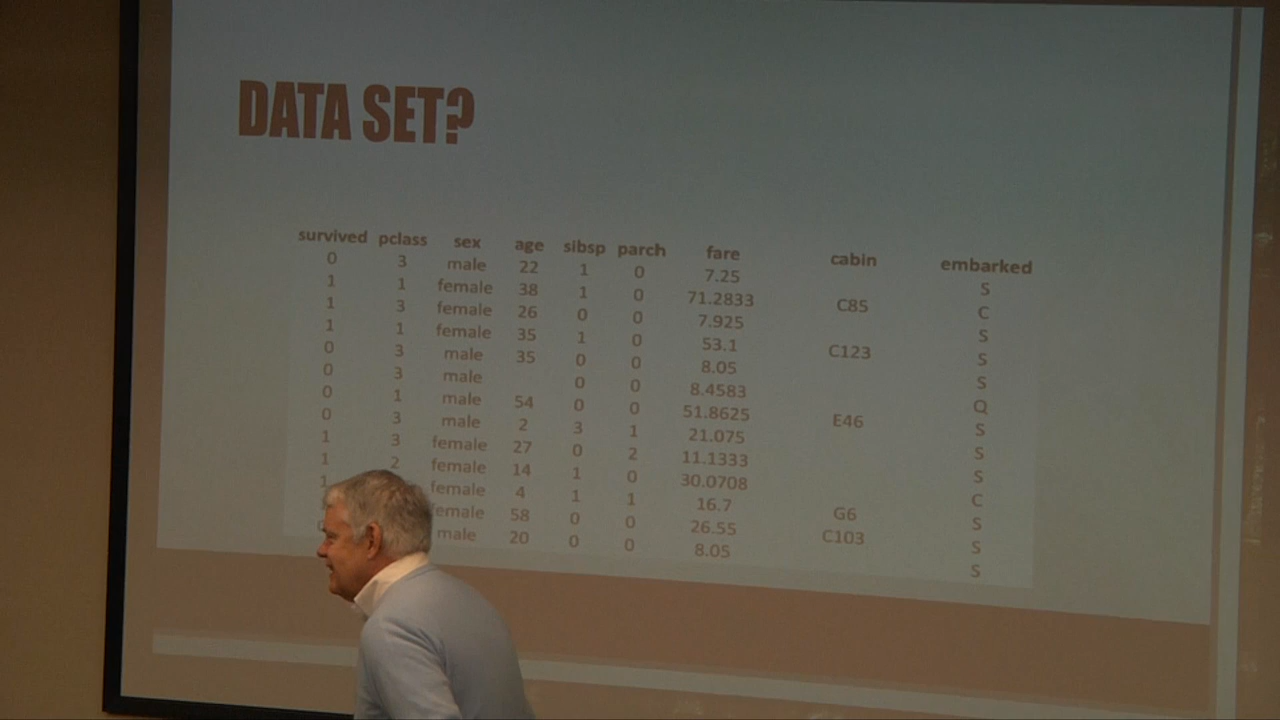 DATA SET?
survived pclass sex age sibsp parch fare cabin embarked
0 3 male 22 1 0 7.25 S
1 1 female 38 1 0 71.2833 C85 C
1 3 female 26 0 0 7.925 S
1 1 female 35 1 0 53.1 C123 S
0 3 male 35 0 0 8.05 S
0 3 male 0 0 8.4583 Q
0 1 male 54 0 0 51.8625 E46 S
0 3 male 2 3 1 21.075 S
1 3 female 27 0 2 11.1333 S
1 2 female 14 1 0 30.0708 C
1 female 4 1 1 16.7 G6 S
emale 58 0 0 26.55 C103 S
male 20 0 0 8.05 S